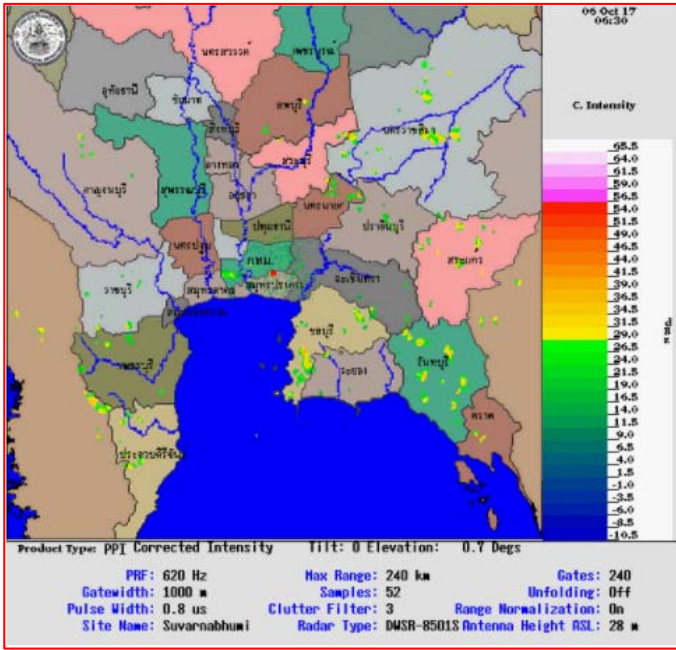 06 Oct 17
06:30
C. Intensity
65.5
64.0
61.5
59.0
56.5
54.0
51.5
49.0
46.5
44.0
41.5
39.0
36.5
34.0
31.5
29.0
26.5
24.5
22.0
19.5
16.5
14.0
11.5
9.0
6.5
4.0
1.5
-1.0
-3.5
-6.0
-8.5
-10.5
นครสวรรค์
เพชรบูรณ์
อุทัยธานี
ชัยนาท
ลพบุรี
สิงห์บุรี
นครราชสีมา
อ่างทอง
สระบุรี
กาญจนบุรี
สุพรรณบุรี
อยุธยา
นครนายก
ปราจีนบุรี
ปทุมธานี
นครปฐม
สระแก้ว
กทม.
ฉะเชิงเทรา
ราชบุรี
สมุทรสาคร
สมุทรปราการ
ชลบุรี
เพชรบุรี
ระยอง
จันทบุรี
ตราด
ประจวบคีรีขันธ์
Product Type: PPI Corrected Intensity Tilt: 0 Elevation: 0.7 Degs
PRF: 620 Hz Max Range: 240 km Gates: 240
Gatewidth: 1000 m Samples: 52 Unfolding: Off
Pulse Width: 0.8 us Clutter Filter: 3 Range Normalization: On
Site Name: Suvarnabhumi Radar Type: DWSR-8501S Antenna Height ASL: 28 m